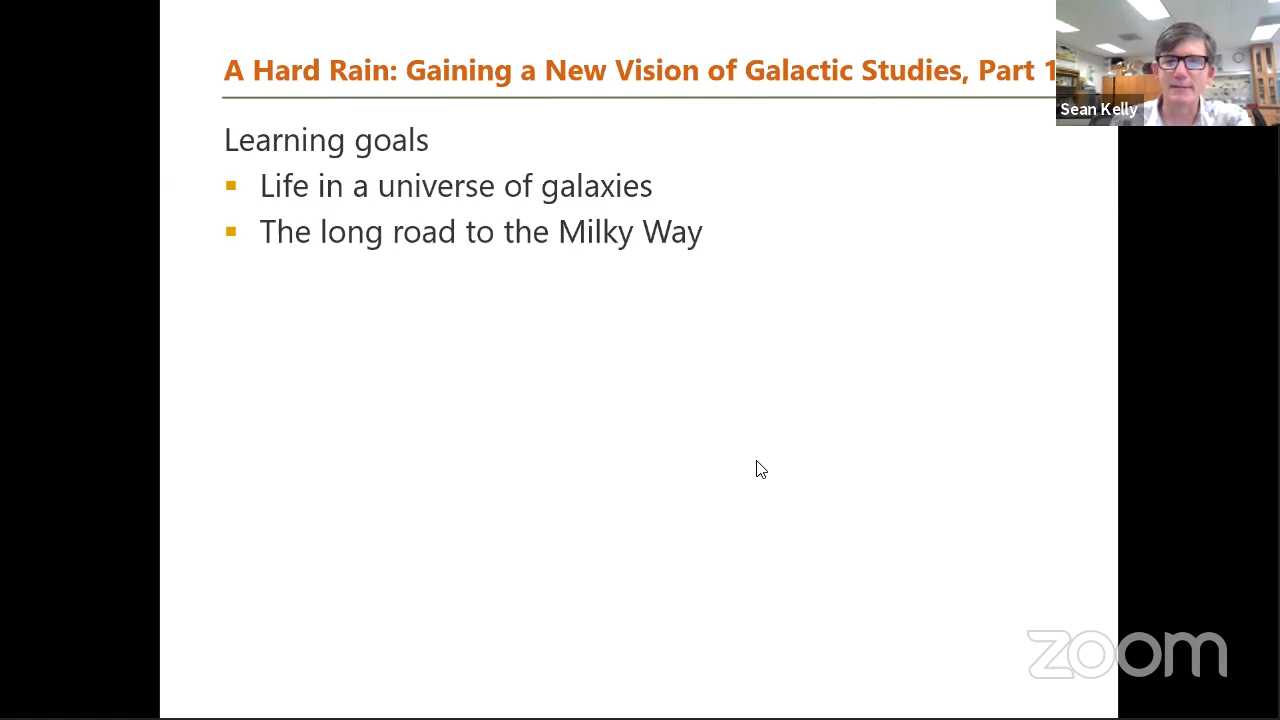 A Hard Rain: Gaining a New Vision of Galactic Studies, Part 1
Sean Kelly
Learning goals
Life in a universe of galaxies
The long road to the Milky Way
zoom